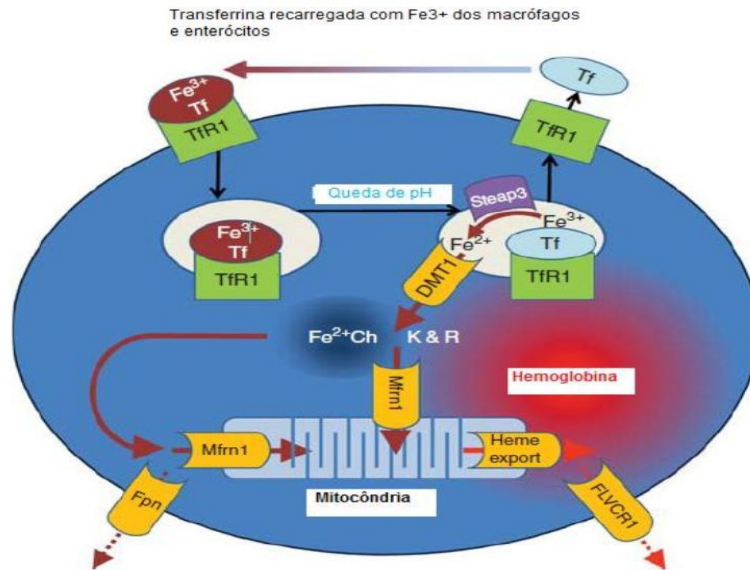 Transferrina recarregada com Fe3+ dos macrófagos
e enterócitos
Fe³⁺
Tf
TfR1
Tf
TfR1
Queda de pH
Steap3
Fe³⁺
Tf
TfR1
Fe³⁺
Fe²⁺
Tf
TfR1
DMT1
Fe²⁺Ch
K & R
Mfrn1
Hemoglobina
Mfrn1
Heme
export
Mitocôndria
Fpn
FLVCR1